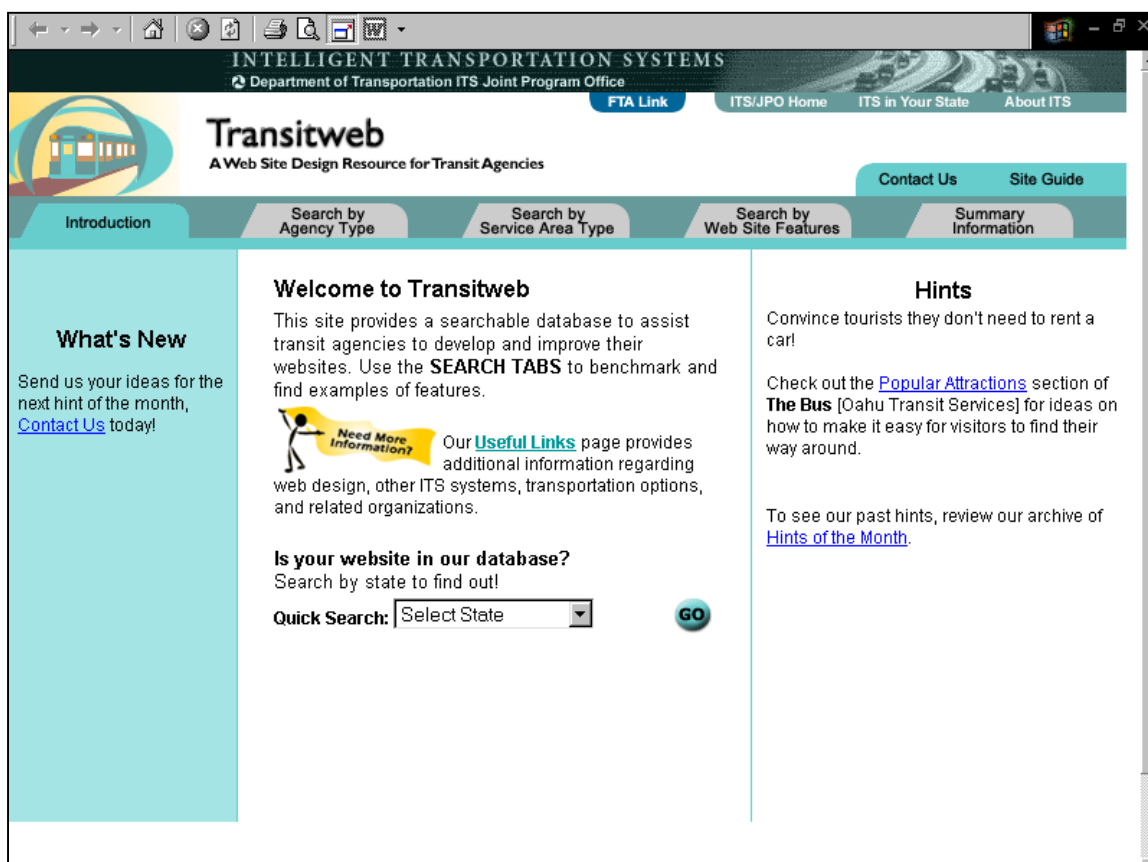 INTELLIGENT TRANSPORTATION SYSTEMS
Department of Transportation ITS Joint Program Office
FTA Link
ITS/JPO Home
ITS in Your State
About ITS
Transitweb
A Web Site Design Resource for Transit Agencies
Contact Us
Site Guide
Introduction
Search by
Agency Type
Search by
Service Area Type
Search by
Web Site Features
Summary
Information
What's New
Send us your ideas for the
next hint of the month,
Contact Us today!
Welcome to Transitweb
This site provides a searchable database to assist
transit agencies to develop and improve their
websites. Use the SEARCH TABS to benchmark and
find examples of features.
Need More
Information?
Our Useful Links page provides
additional information regarding
web design, other ITS systems, transportation options,
and related organizations.
Is your website in our database?
Search by state to find out!
Quick Search: Select State
GO
Hints
Convince tourists they don't need to rent a
car!
Check out the Popular Attractions section of
The Bus [Oahu Transit Services] for ideas on
how to make it easy for visitors to find their
way around.
To see our past hints, review our archive of
Hints of the Month.